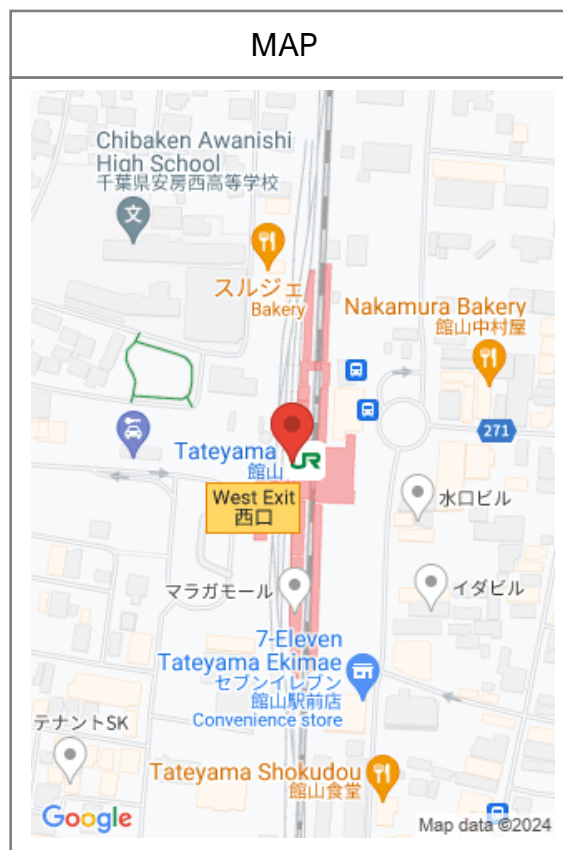 MAP
Chibaken Awanishi
High School
千葉県安房西高等学校
文
スルジェ
Bakery
Nakamura Bakery
館山中村屋
271
Tateyama
館山
JR
West Exit
西口
水口ビル
マラガモール
イダビル
7-Eleven
Tateyama Ekimae
セブンイレブン
館山駅前店
Convenience store
テナントSK
Tateyama Shokudou
館山食堂
Google
Map data ©2024